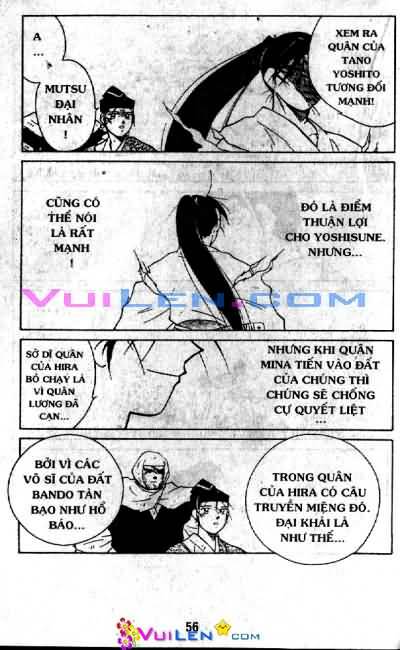 XEM RA
QUÂN CỦA
TANO
YOSHITO
TƯƠNG ĐỐI
MẠNH!
A
...
MUTSU
ĐẠI
NHÂN
!
ĐÓ LÀ ĐIỂM
THUẬN LỢI
CHO YOSHISUNE.
NHƯNG...
CŨNG CÓ
THỂ NÓI
LÀ RẤT
MẠNH
!
VUILEN.COM
NHƯNG KHI QUÂN
MINA TIẾN VÀO ĐẤT
CỦA CHÚNG THÌ
CHÚNG SẼ CHỐNG
CỰ QUYẾT LIỆT
...
SỞ DĨ QUÂN
CỦA HIRA
BỎ CHẠY LÀ
VÌ QUÂN
LƯƠNG ĐÃ
CẠN...
TRONG QUÂN
CỦA HIRA CÓ CÂU
TRUYỀN MIỆNG ĐÓ.
ĐẠI KHÁI LÀ
NHƯ THẾ...
BỞI VÌ CÁC
VÕ SĨ CỦA ĐẤT
BANDO TÀN
BẠO NHƯ HỔ
BÁO...
56
VUILEN.COM